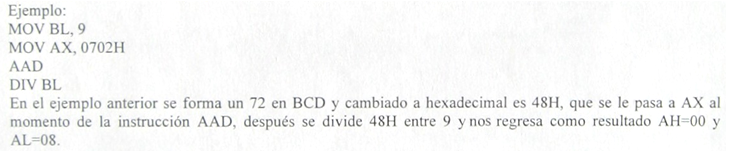 Ejemplo:
MOV BL, 9
MOV AX, 0702H
AAD
DIV BL
En el ejemplo anterior se forma un 72 en BCD y cambiado a hexadecimal es 48H, que se le pasa a AX al
momento de la instrucción AAD, después se divide 48H entre 9 y nos regresa como resultado AH=00 y
AL=08.